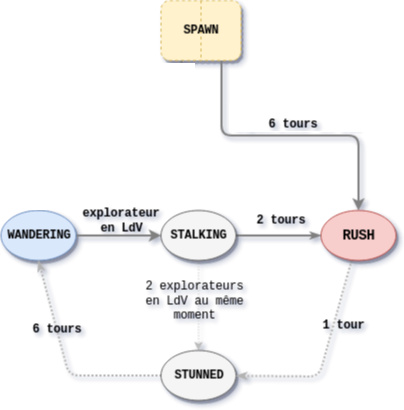 SPAWN
6 tours
explorateur
en LdV
2 tours
WANDERING
STALKING
RUSH
2 explorateurs
en LdV au même
moment
6 tours
1 tour
STUNNED